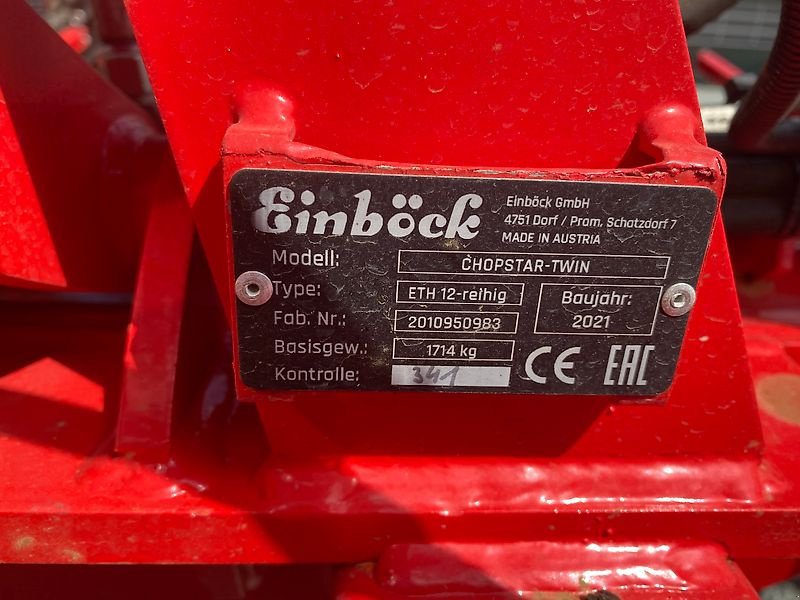 Einböck
Einböck GmbH
4751 Dorf / Pram, Schatzdorf 7
MADE IN AUSTRIA
Modell: CHOPSTAR-TWIN
Type: ETH 12-reihig
Baujahr: 2021
Fab. Nr.: 2010950983
Basisgew.: 1714 kg
Kontrolle: 341
CE EAC